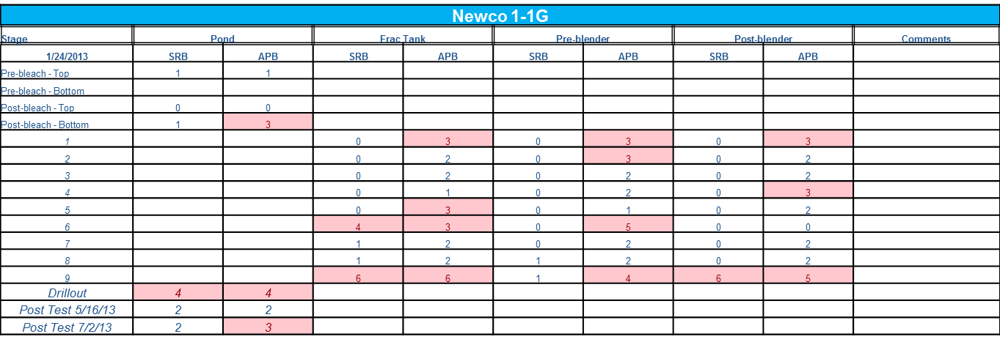 Newco 1-1G
Stage Pond Frac Tank Pre-blender Post-blender Comments
1/24/2013 SRB APB SRB APB SRB APB SRB APB
Pre-bleach - Top 1 1
Pre-bleach - Bottom
Post-bleach - Top 0 0
Post-bleach - Bottom 1 3
1 0 3 0 3 0 3
2 0 2 0 3 0 2
3 0 2 0 2 0 2
4 0 1 0 2 0 3
5 0 3 0 1 0 2
6 4 3 0 5 0 0
7 1 2 0 2 0 2
8 1 2 1 2 0 2
9 6 6 1 4 6 5
Drillout 4 4
Post Test 5/16/13 2 2
Post Test 7/2/13 2 3